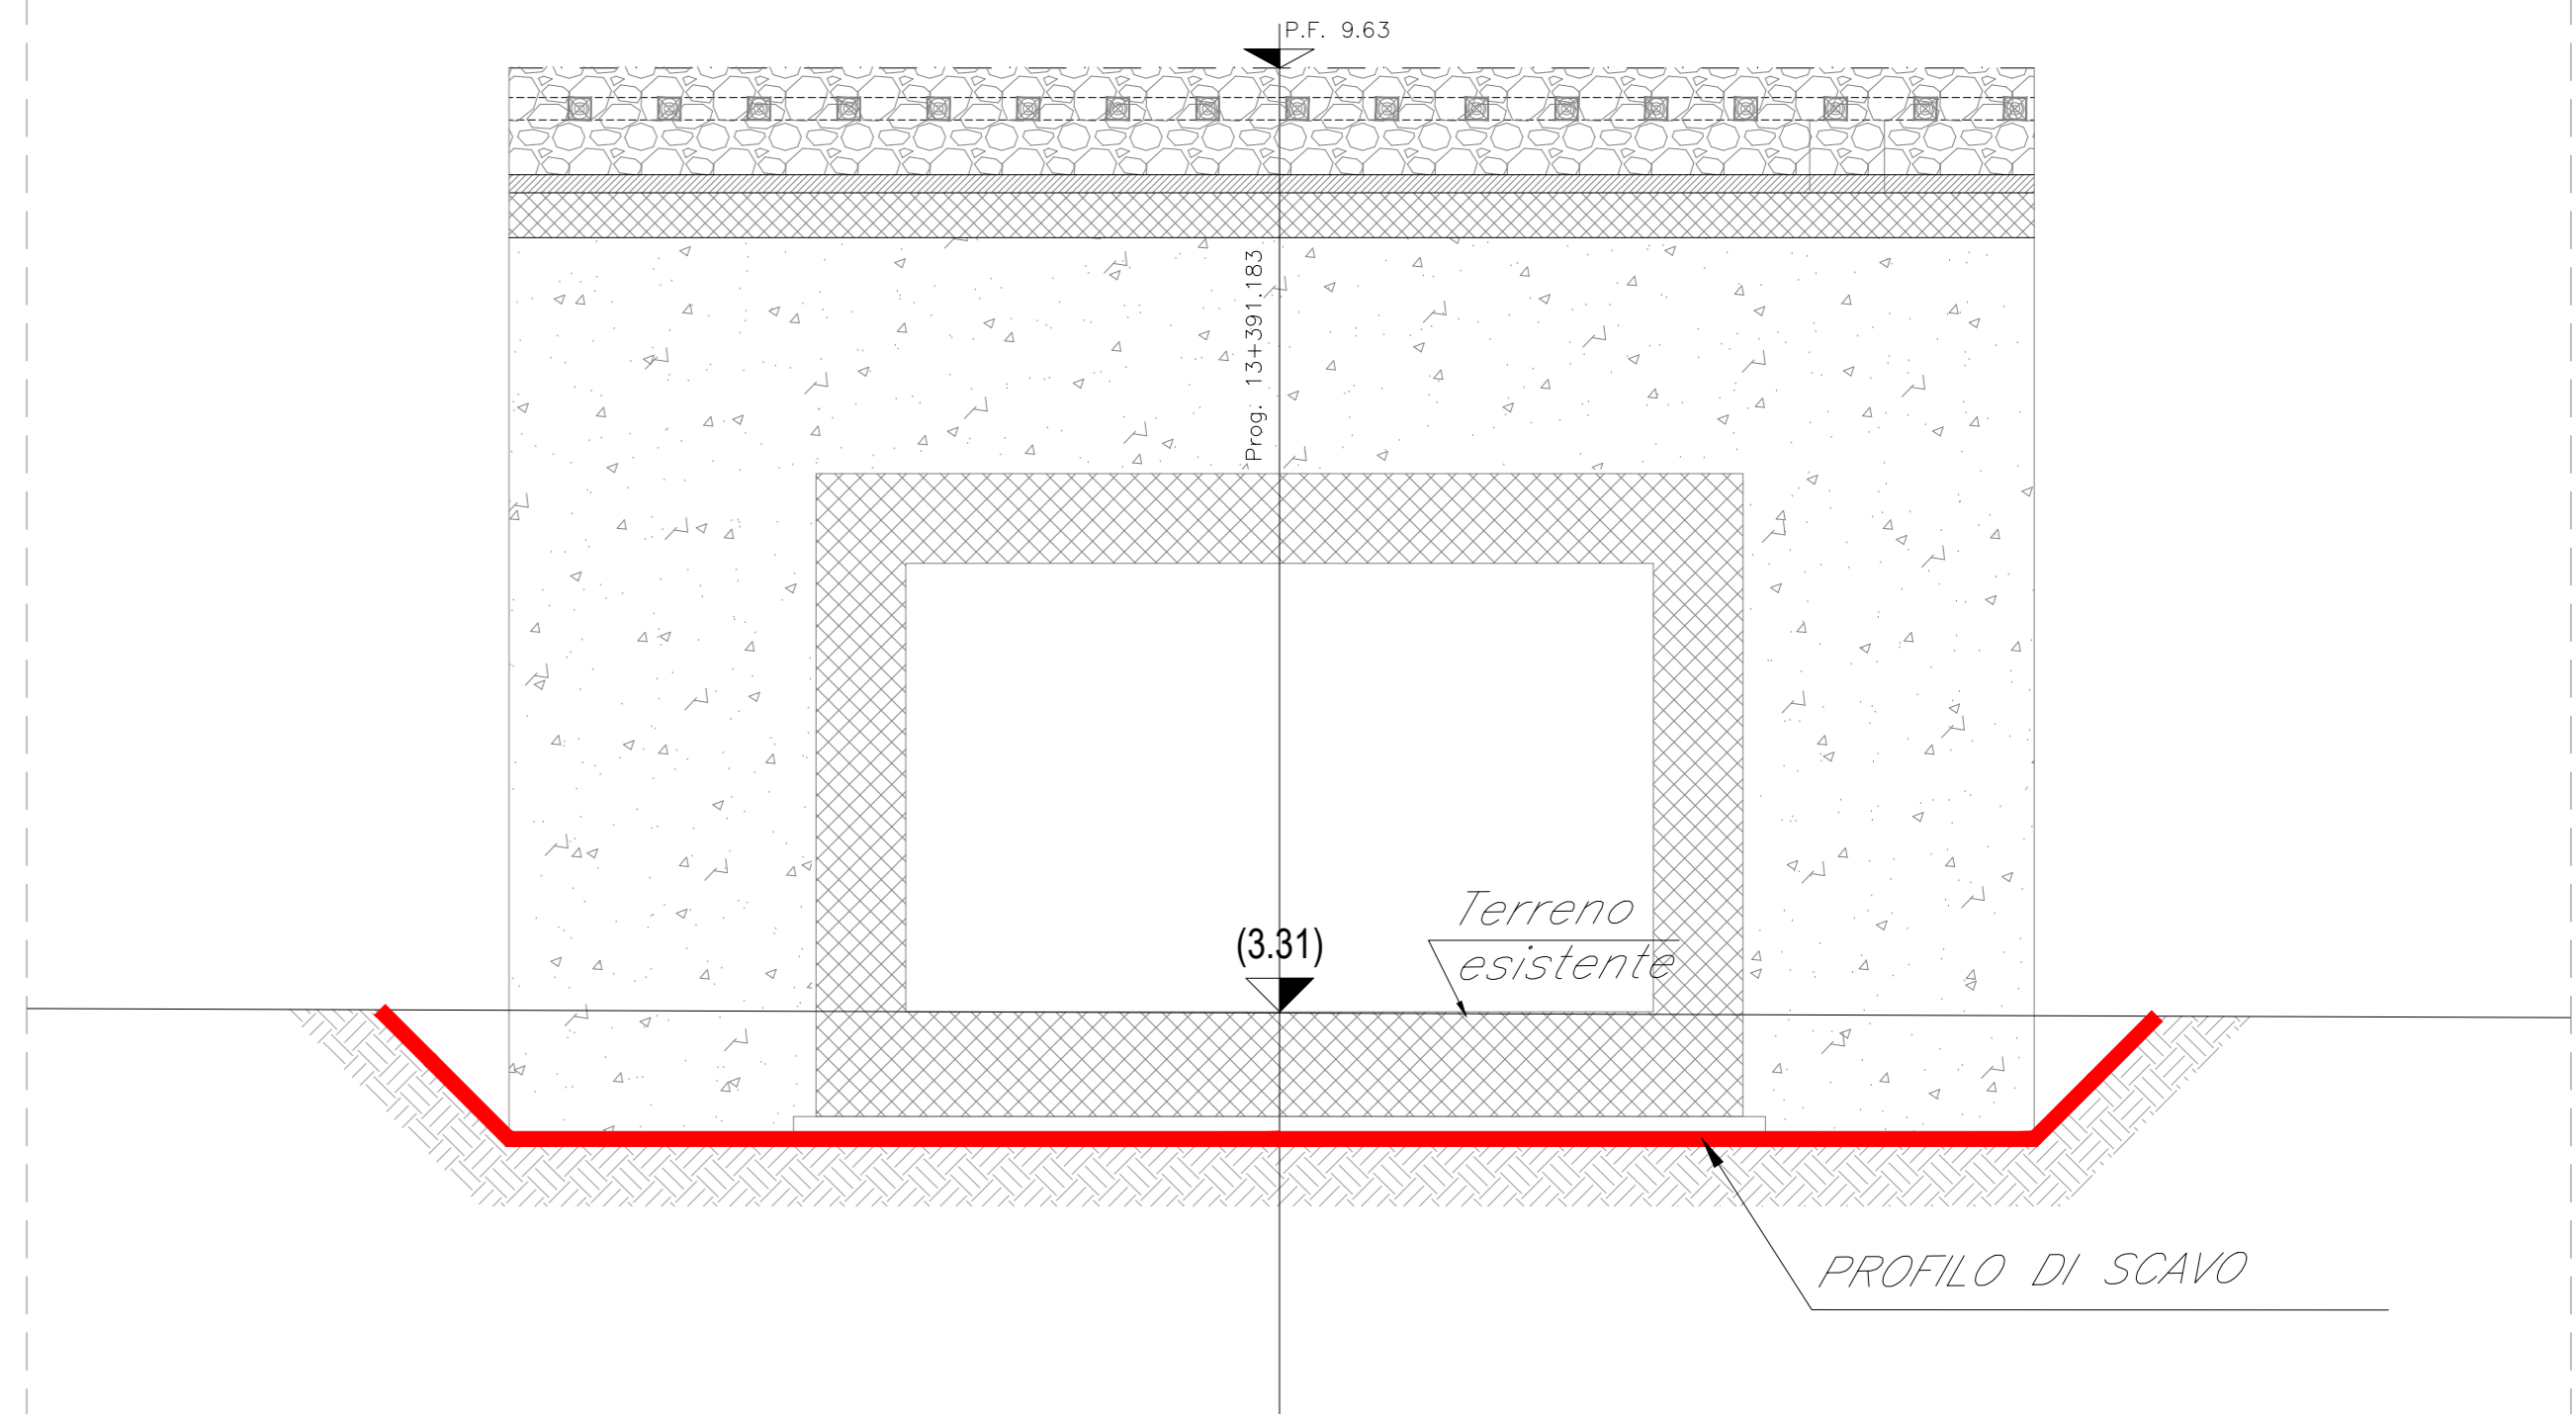 P.F. 9.63
Prog. 13+391.183
Terreno
(3.31)
esistente
PROFILO DI SCAVO